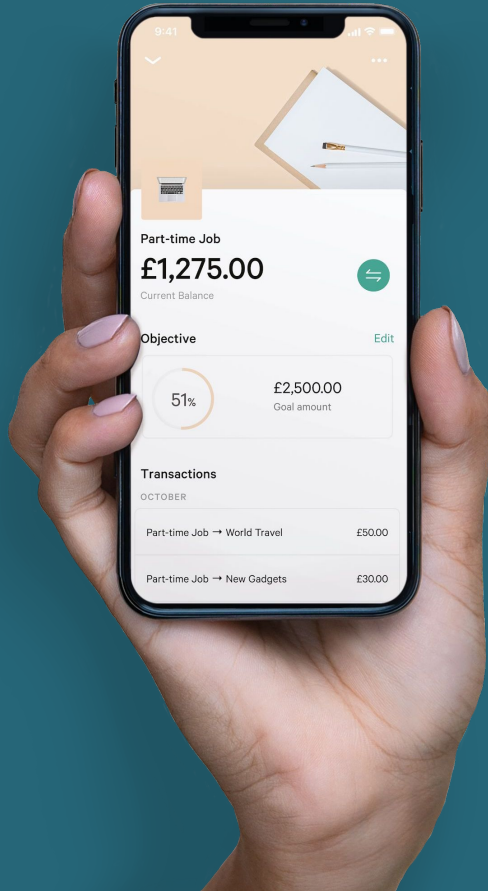 9:41
Part-time Job
£1,275.00
Current Balance
Objective
Edit
51%
£2,500.00
Goal amount
Transactions
OCTOBER
Part-time Job → World Travel £50.00
Part-time Job → New Gadgets £30.00